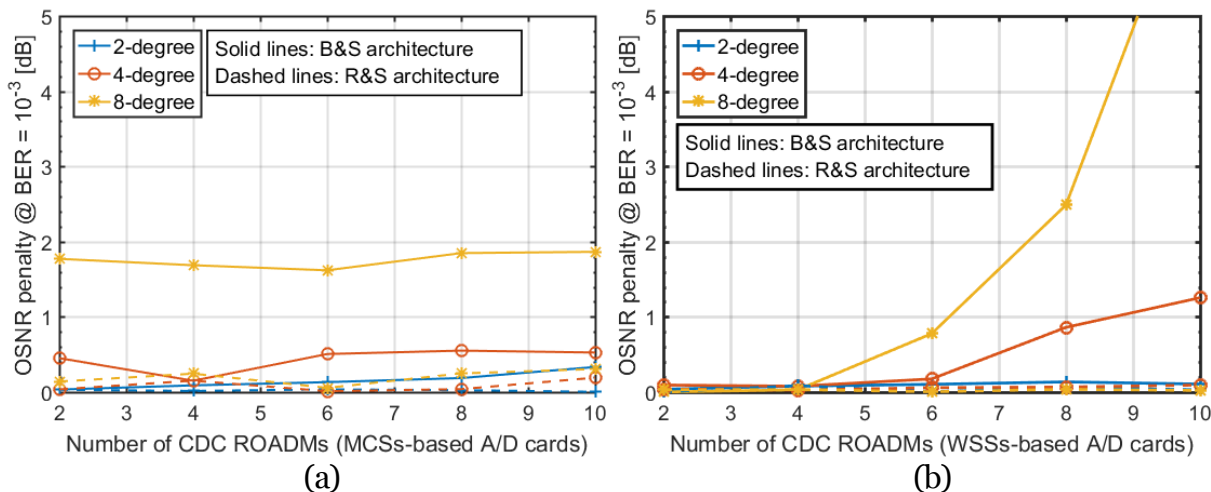 OSNR penalty @ BER = 10⁻³ [dB]
5
4
3
2
1
0
2-degree
4-degree
8-degree
Solid lines: B&S architecture
Dashed lines: R&S architecture
2 3 4 5 6 7 8 9 10
Number of CDC ROADMs (MCSs-based A/D cards)
(a)
OSNR penalty @ BER = 10⁻³ [dB]
5
4
3
2
1
0
2-degree
4-degree
8-degree
Solid lines: B&S architecture
Dashed lines: R&S architecture
2 3 4 5 6 7 8 9 10
Number of CDC ROADMs (WSSs-based A/D cards)
(b)